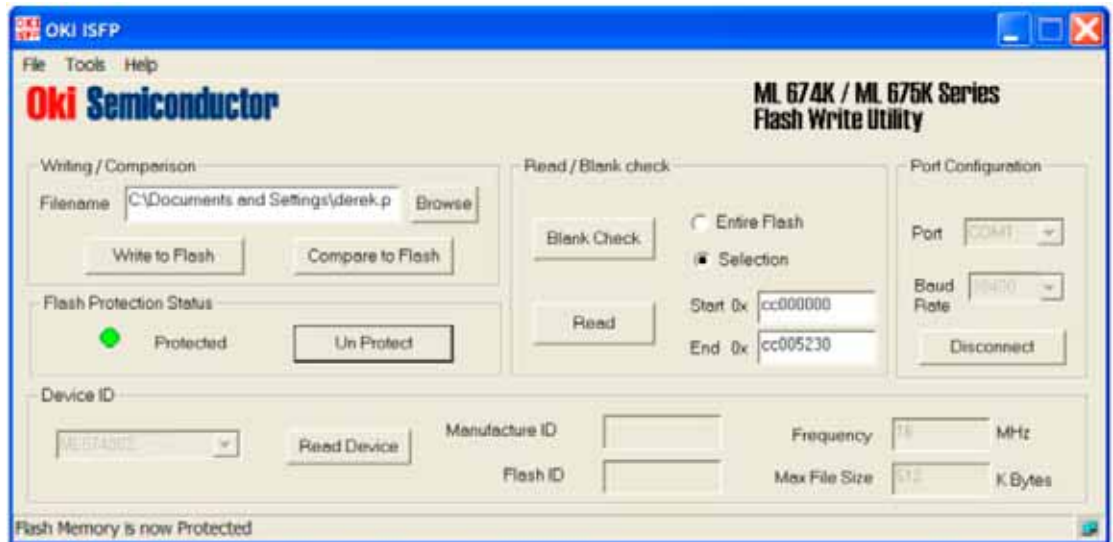 OKI ISFP
File Tools Help
Oki Semiconductor
ML 674K / ML 675K Series
Flash Write Utility
Writing / Comparison
Filename C:\Documents and Settings\derek.p Browse
Write to Flash Compare to Flash
Flash Protection Status
Protected Un Protect
Read / Blank check
Blank Check
Entire Flash
Selection
Read
Start 0x cc000000
End 0x cc005230
Port Configuration
Port COM1
Baud
Rate
Disconnect
Device ID
Read Device
Manufacture ID
Flash ID
Frequency MHz
Max File Size 512 K Bytes
Flash Memory is now Protected